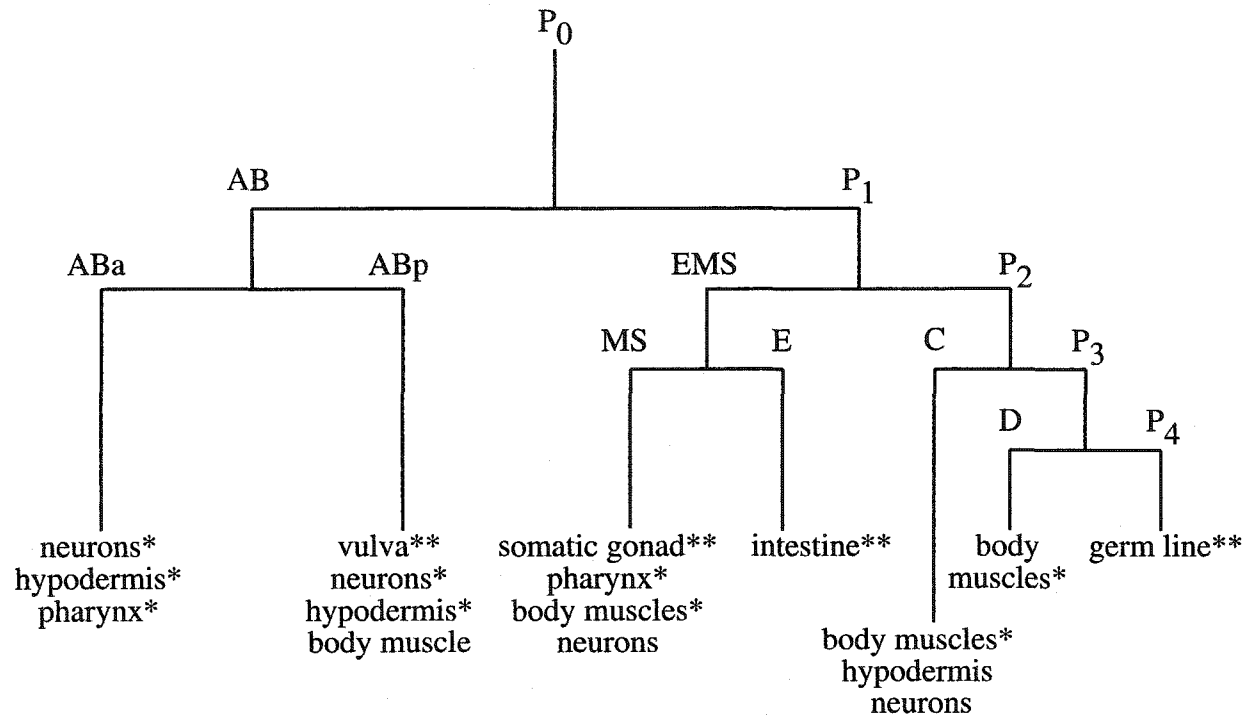 P0
AB
P1
ABa
ABp
EMS
P2
MS
E
C
P3
D
P4
neurons*
hypodermis*
pharynx*
vulva**
neurons*
hypodermis*
body muscle
somatic gonad**
pharynx*
body muscles*
neurons
intestine**
body muscles*
hypodermis
neurons
body
muscles*
germ line**